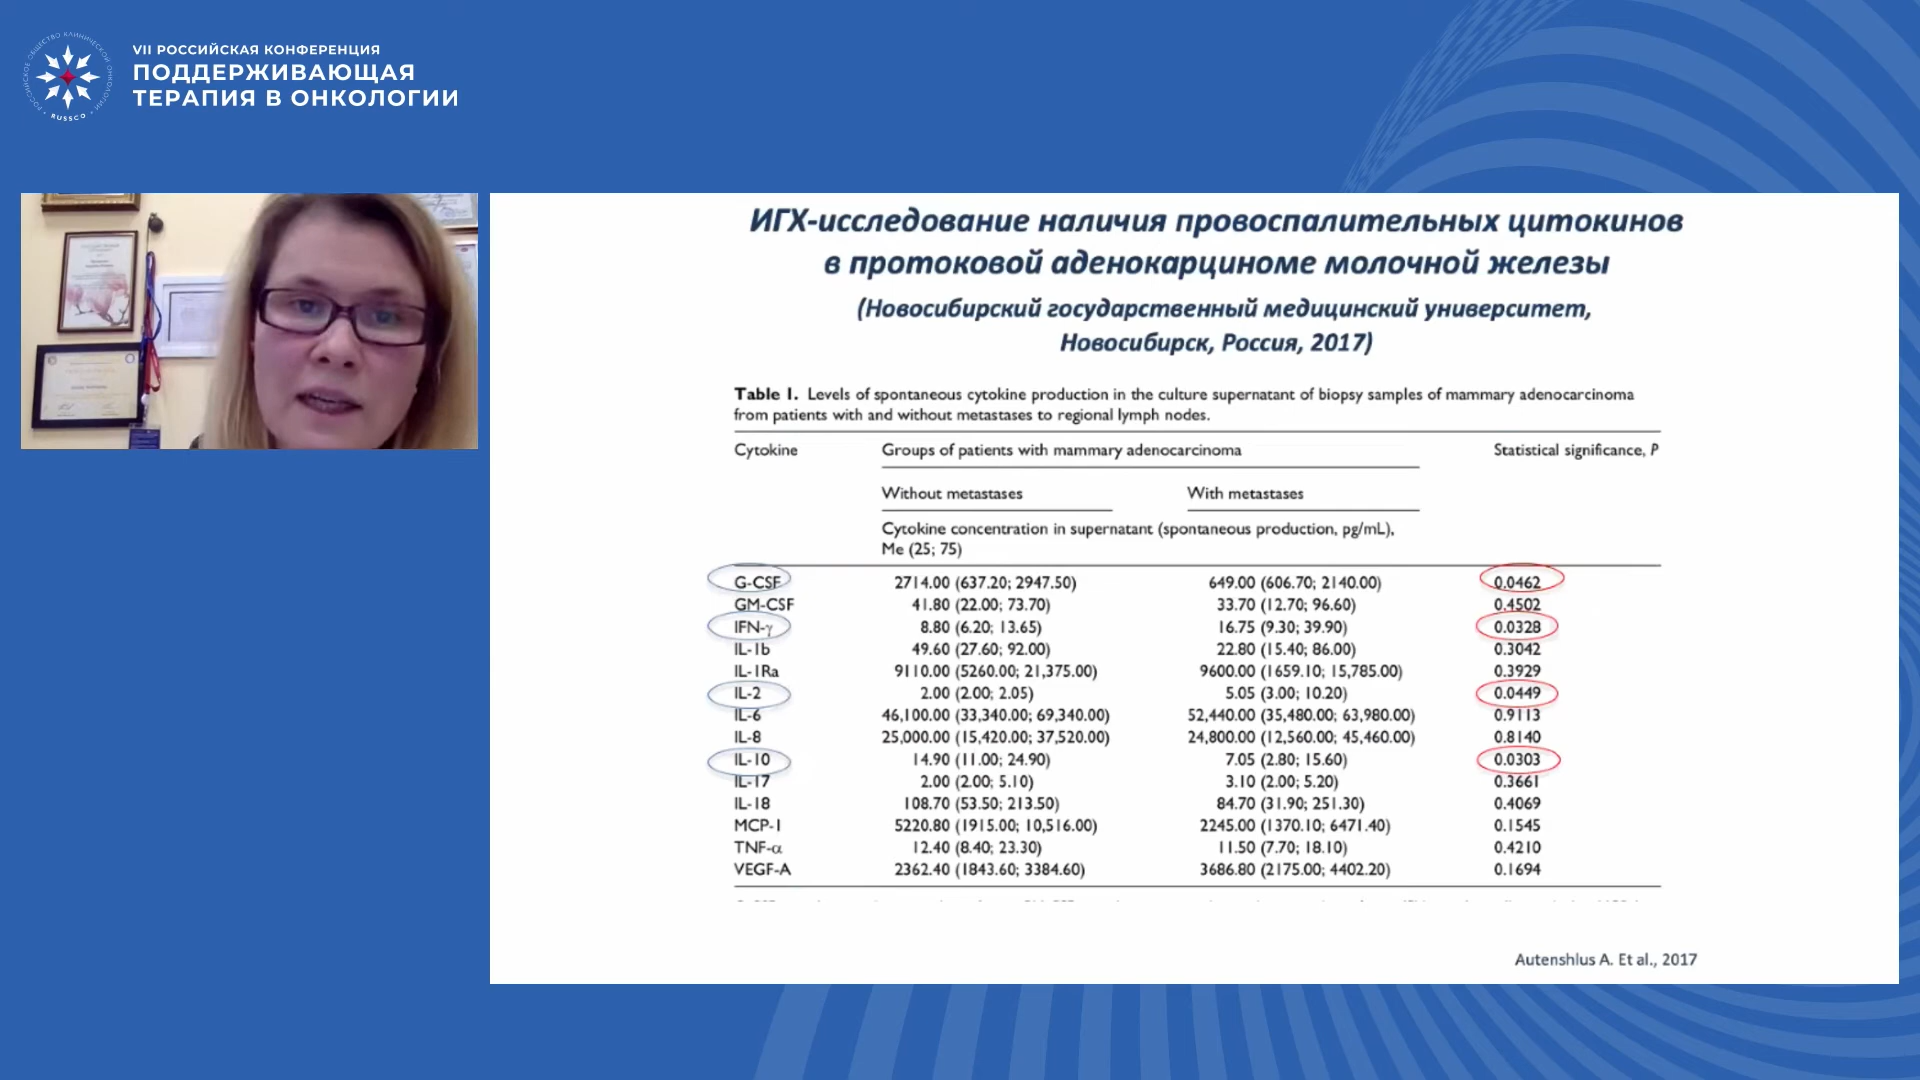 VII РОССИЙСКАЯ КОНФЕРЕНЦИЯ
ПОДДЕРЖИВАЮЩАЯ
ТЕРАПИЯ В ОНКОЛОГИИ
РОССИЙСКОЕ ОБЩЕСТВО КЛИНИЧЕСКОЙ ОНКОЛОГИИ
RUSSCO
ИГХ-исследование наличия провоспалительных цитокинов
в протоковой аденокарциноме молочной железы
(Новосибирский государственный медицинский университет,
Новосибирск, Россия, 2017)
Table 1. Levels of spontaneous cytokine production in the culture supernatant of biopsy samples of mammary adenocarcinoma
from patients with and without metastases to regional lymph nodes.
Cytokine Groups of patients with mammary adenocarcinoma Statistical significance, P
Without metastases With metastases
Cytokine concentration in supernatant (spontaneous production, pg/mL),
Me (25; 75)
G-CSF 2714.00 (637.20; 2947.50) 649.00 (606.70; 2140.00) 0.0462
GM-CSF 41.80 (22.00; 73.70) 33.70 (12.70; 96.60) 0.4502
IFN-γ 8.80 (6.20; 13.65) 16.75 (9.30; 39.90) 0.0328
IL-1b 49.60 (27.60; 92.00) 22.80 (15.40; 86.00) 0.3042
IL-1Ra 9110.00 (5260.00; 21,375.00) 9600.00 (1659.10; 15,785.00) 0.3929
IL-2 2.00 (2.00; 2.05) 5.05 (3.00; 10.20) 0.0449
IL-6 46,100.00 (33,340.00; 69,340.00) 52,440.00 (35,480.00; 63,980.00) 0.9113
IL-8 25,000.00 (15,420.00; 37,520.00) 24,800.00 (12,560.00; 45,460.00) 0.8140
IL-10 14.90 (11.00; 24.90) 7.05 (2.80; 15.60) 0.0303
IL-17 2.00 (2.00; 5.10) 3.10 (2.00; 5.20) 0.3661
IL-18 108.70 (53.50; 213.50) 84.70 (31.90; 251.30) 0.4069
MCP-1 5220.80 (1915.00; 10,516.00) 2245.00 (1370.10; 6471.40) 0.1545
TNF-α 12.40 (8.40; 23.30) 11.50 (7.70; 18.10) 0.4210
VEGF-A 2362.40 (1843.60; 3384.60) 3686.80 (2175.00; 4402.20) 0.1694
Autenshlus A. Et al., 2017